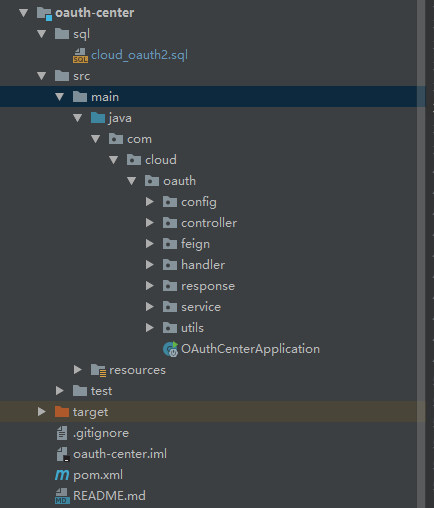 oauth-center
sql
cloud_oauth2.sql
src
main
java
com
cloud
oauth
config
controller
feign
handler
response
service
utils
OAuthCenterApplication
resources
test
target
.gitignore
oauth-center.iml
pom.xml
README.md